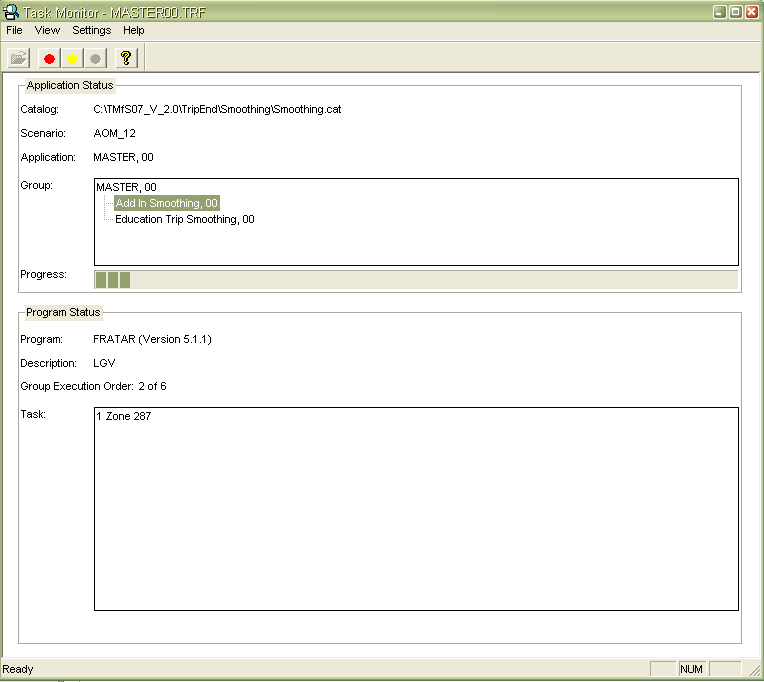 Task Monitor - MASTER00.TRF
File View Settings Help
Application Status
Catalog: C:\TMfS07_V_2.0\TripEnd\Smoothing\Smoothing.cat
Scenario: AOM_12
Application: MASTER, 00
Group: MASTER, 00
Add In Smoothing, 00
Education Trip Smoothing, 00
Progress:
Program Status
Program: FRATAR (Version 5.1.1)
Description: LGV
Group Execution Order: 2 of 6
Task: 1 Zone 287
Ready NUM